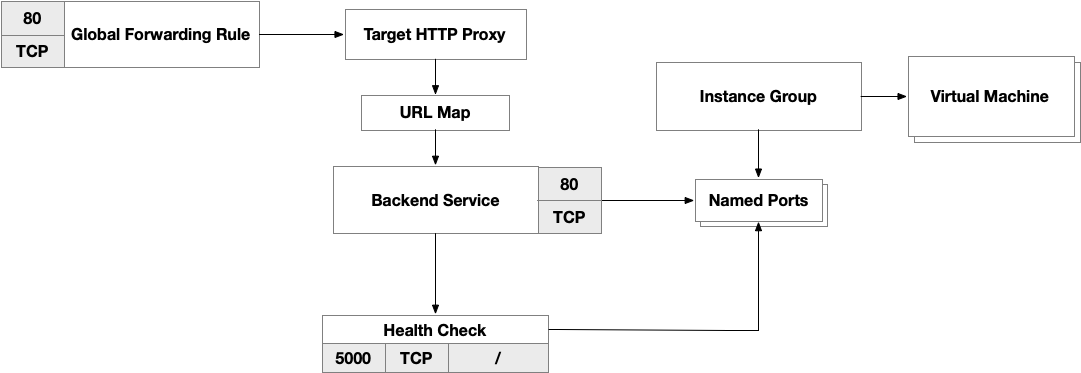 80
TCP
Global Forwarding Rule
Target HTTP Proxy
URL Map
Instance Group
Virtual Machine
Backend Service
80
TCP
Named Ports
Health Check
5000
TCP
/